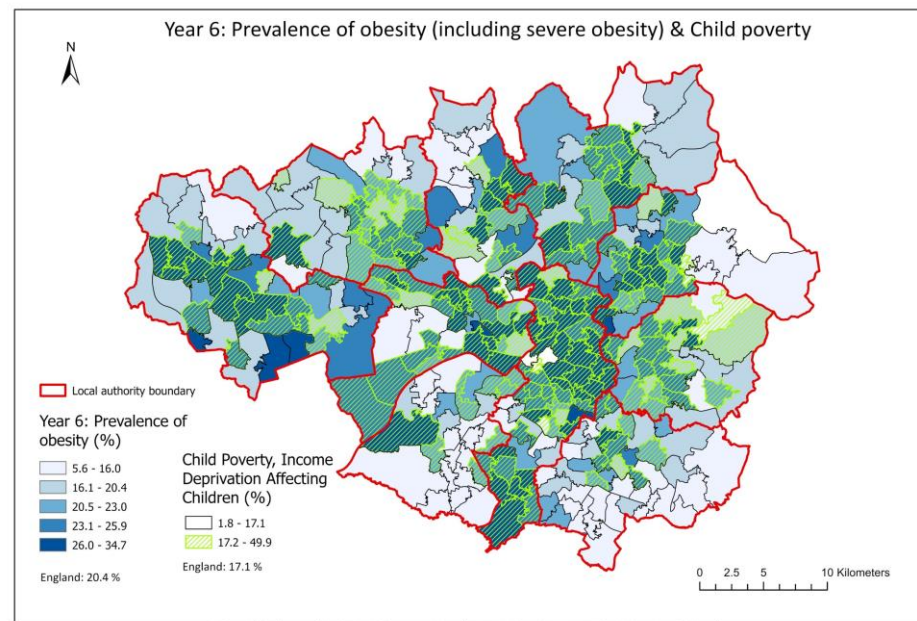 Year 6: Prevalence of obesity (including severe obesity) & Child poverty
N
Local authority boundary
Year 6: Prevalence of
obesity (%)
5.6 - 16.0
16.1 - 20.4
20.5 - 23.0
23.1 - 25.9
26.0 - 34.7
England: 20.4 %
Child Poverty, Income
Deprivation Affecting
Children (%)
1.8 - 17.1
17.2 - 49.9
England: 17.1 %
0 2.5 5 10 Kilometers